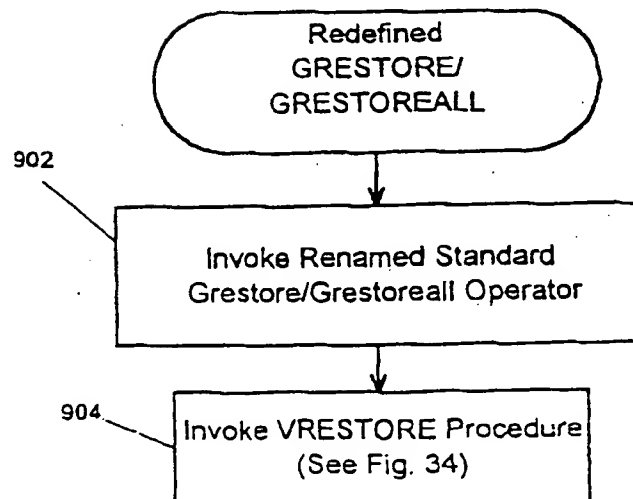 Redefined
GRESTORE/
GRESTOREALL
902
Invoke Renamed Standard
Grestore/Grestoreall Operator
904
Invoke VRESTORE Procedure
(See Fig. 34)